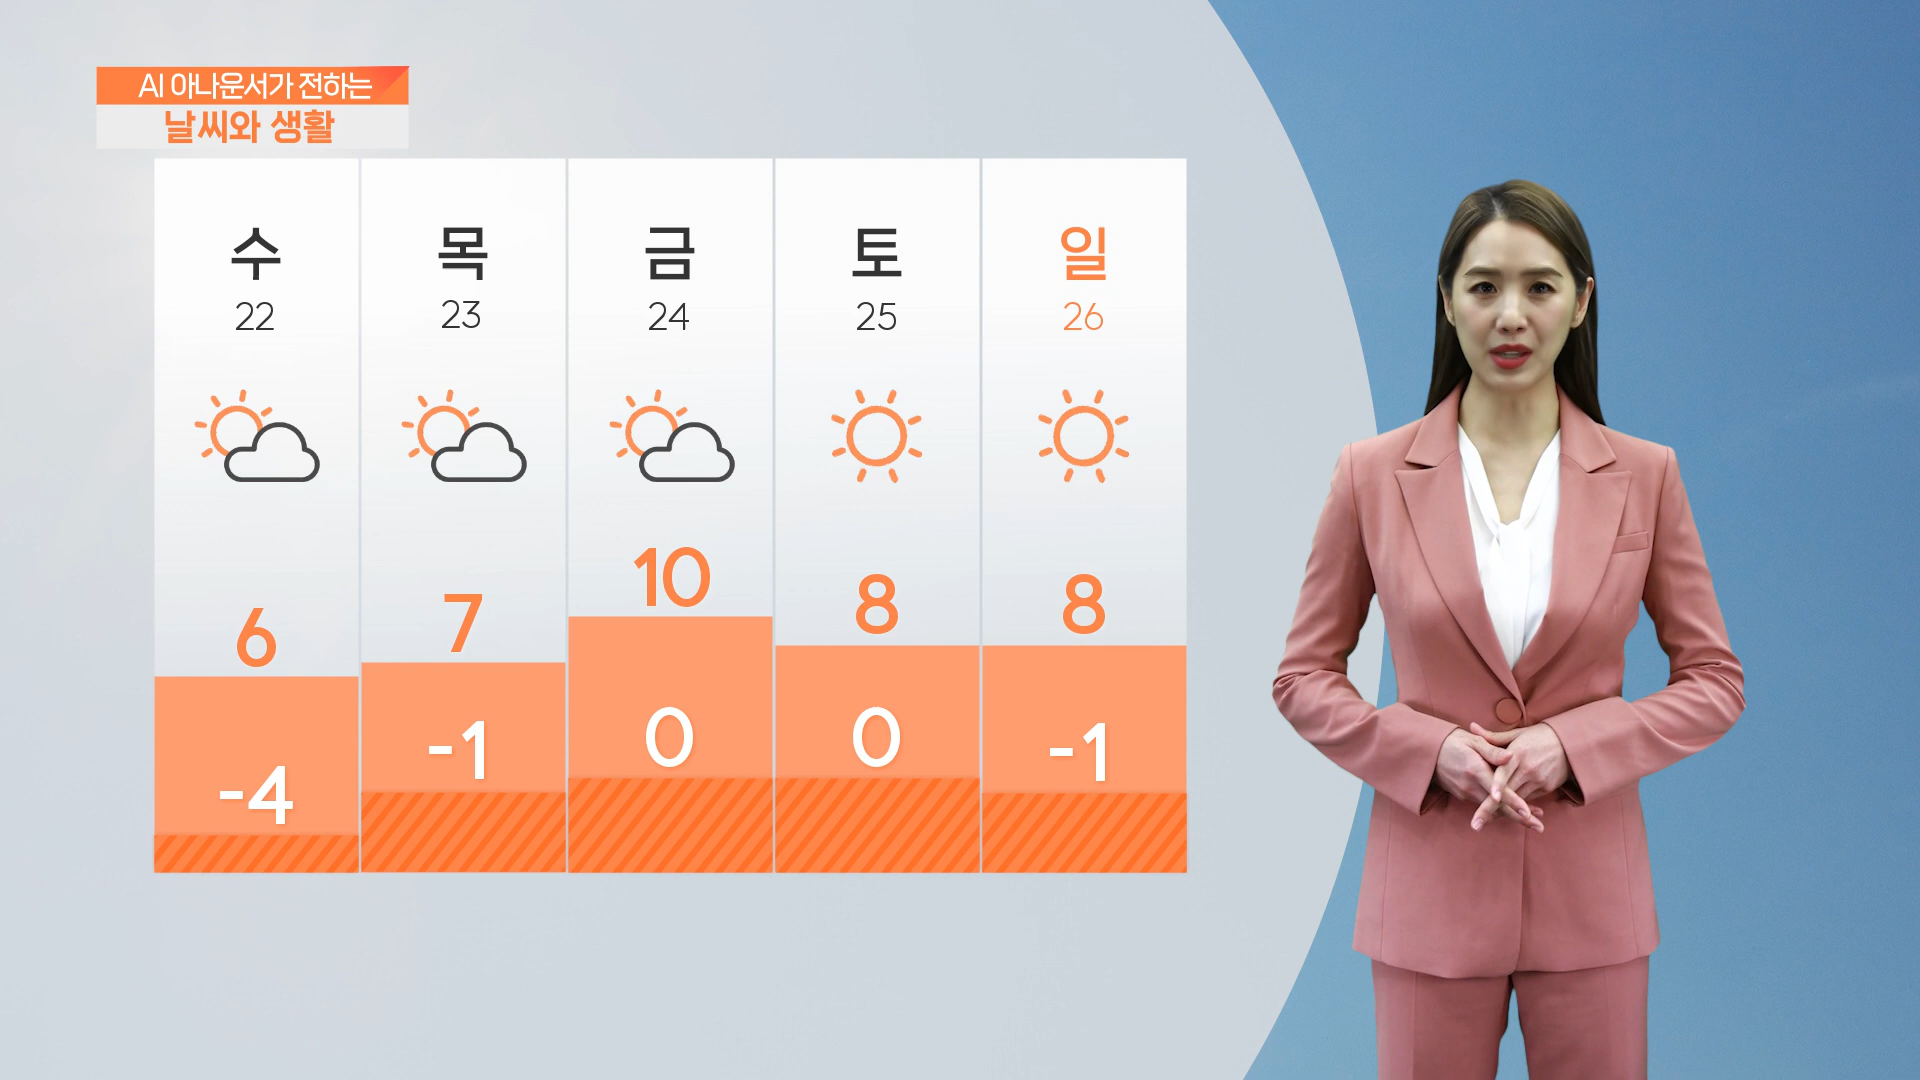 AI 아나운서가 전하는
날씨와 생활
수 목 금 토 일
22 23 24 25 26
6 7 10 8 8
-4 -1 0 0 -1